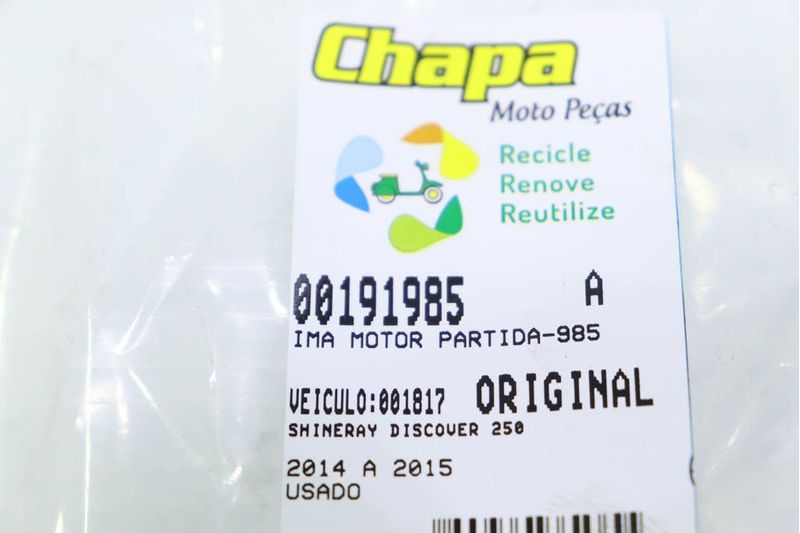 Chapa
Moto Peças
Recicle
Renove
Reutilize
00191985 A
IMA MOTOR PARTIDA-985
VEICULO:001817 ORIGINAL
SHINERAY DISCOVER 250
2014 A 2015
USADO